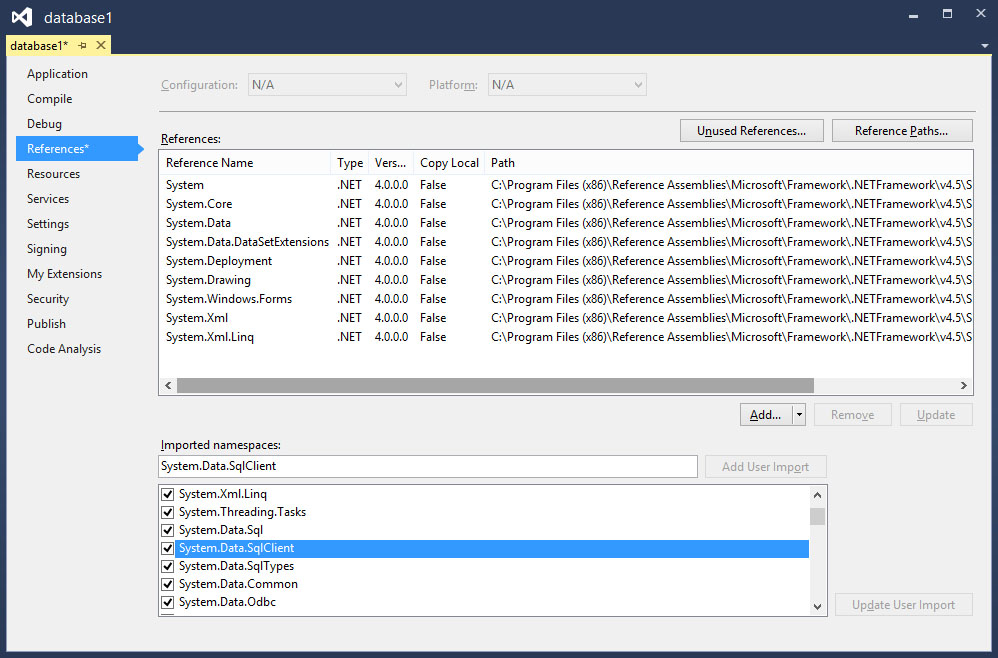 database1
database1*
Application
Compile
Debug
References*
Resources
Services
Settings
Signing
My Extensions
Security
Publish
Code Analysis
Configuration: N/A Platform: N/A
References: Unused References... Reference Paths...
Reference Name Type Vers... Copy Local Path
System .NET 4.0.0.0 False C:\Program Files (x86)\Reference Assemblies\Microsoft\Framework\.NETFramework\v4.5\S
System.Core .NET 4.0.0.0 False C:\Program Files (x86)\Reference Assemblies\Microsoft\Framework\.NETFramework\v4.5\S
System.Data .NET 4.0.0.0 False C:\Program Files (x86)\Reference Assemblies\Microsoft\Framework\.NETFramework\v4.5\S
System.Data.DataSetExtensions .NET 4.0.0.0 False C:\Program Files (x86)\Reference Assemblies\Microsoft\Framework\.NETFramework\v4.5\S
System.Deployment .NET 4.0.0.0 False C:\Program Files (x86)\Reference Assemblies\Microsoft\Framework\.NETFramework\v4.5\S
System.Drawing .NET 4.0.0.0 False C:\Program Files (x86)\Reference Assemblies\Microsoft\Framework\.NETFramework\v4.5\S
System.Windows.Forms .NET 4.0.0.0 False C:\Program Files (x86)\Reference Assemblies\Microsoft\Framework\.NETFramework\v4.5\S
System.Xml .NET 4.0.0.0 False C:\Program Files (x86)\Reference Assemblies\Microsoft\Framework\.NETFramework\v4.5\S
System.Xml.Linq .NET 4.0.0.0 False C:\Program Files (x86)\Reference Assemblies\Microsoft\Framework\.NETFramework\v4.5\S
Add... Remove Update
Imported namespaces:
System.Data.SqlClient Add User Import
System.Xml.Linq
System.Threading.Tasks
System.Data.Sql
System.Data.SqlClient
System.Data.SqlTypes
System.Data.Common
System.Data.Odbc
Update User Import